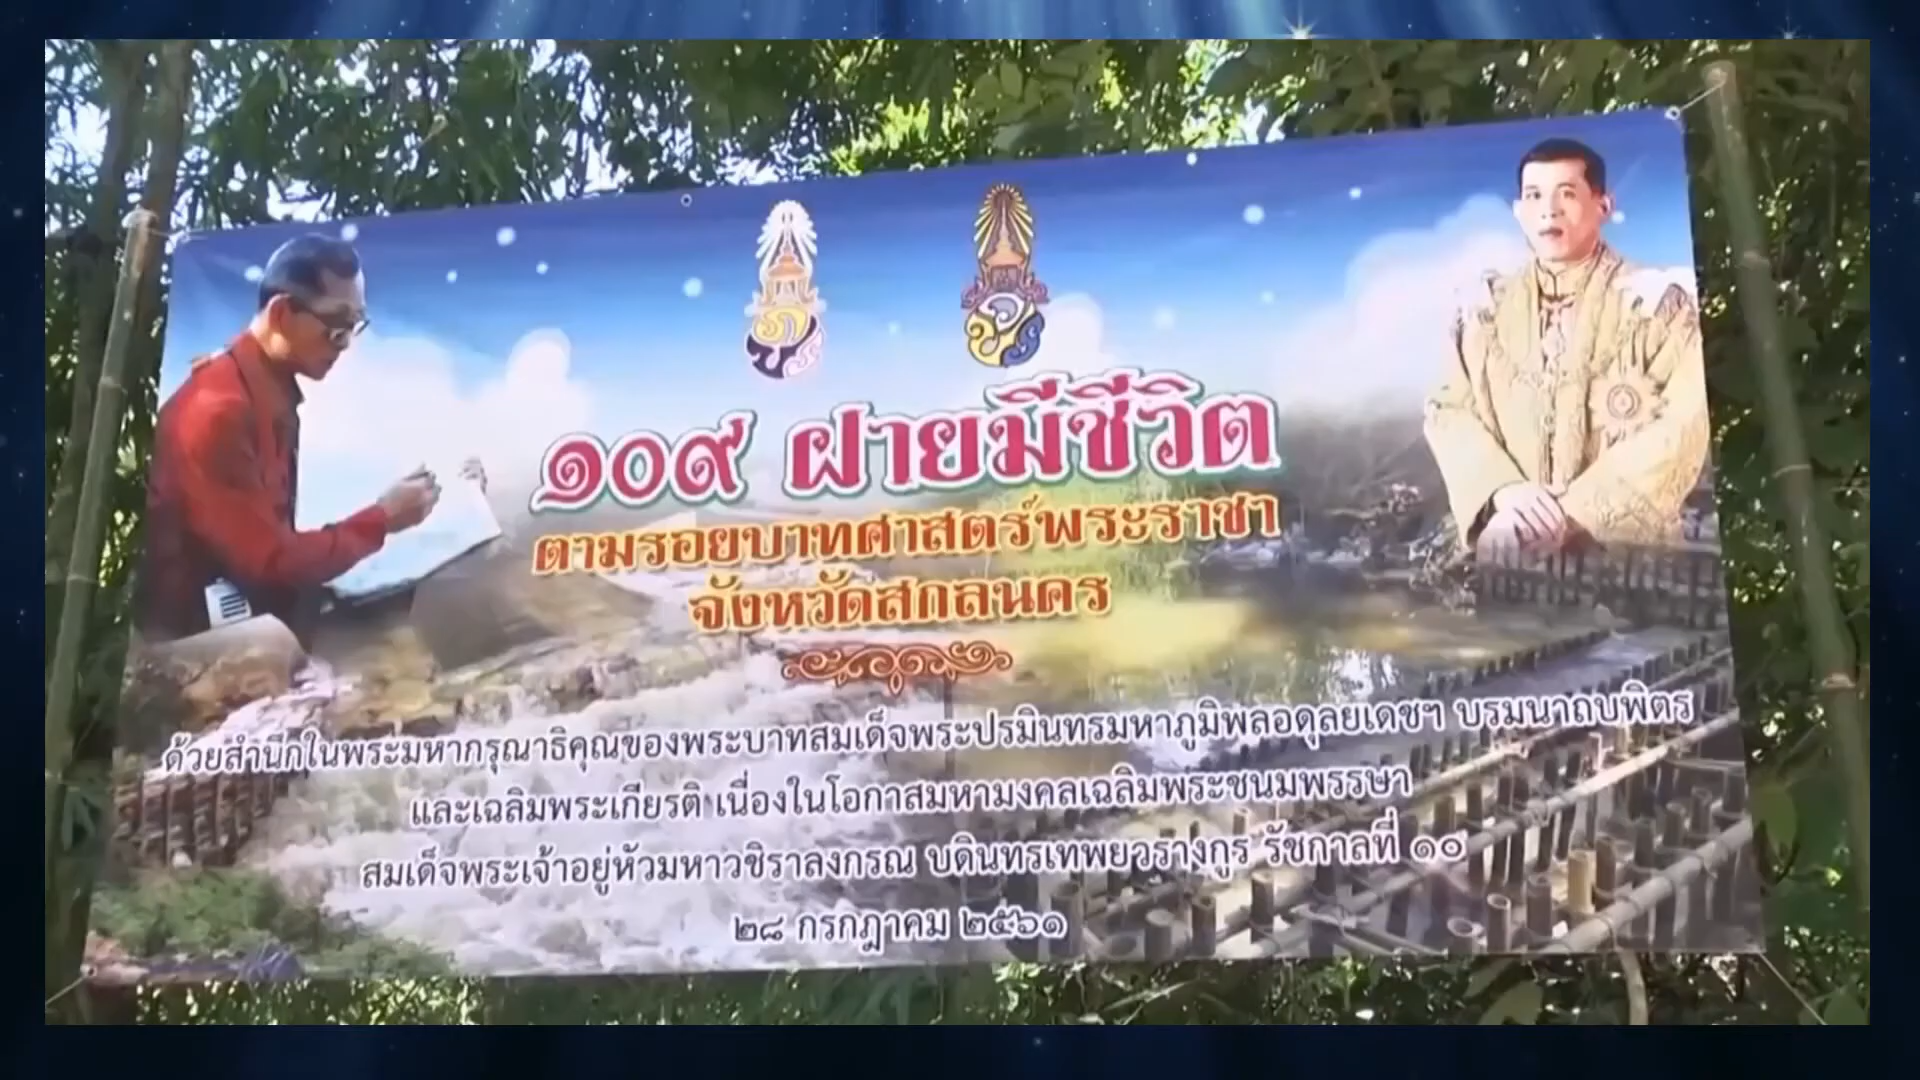 ๑๐๙ ฝายมีชีวิต
ตามรอยบาทศาสตร์พระราชา
จังหวัดสกลนคร
ด้วยสำนึกในพระมหากรุณาธิคุณของพระบาทสมเด็จพระปรมินทรมหาภูมิพลอดุลยเดชฯ บรมนาถบพิตร
และเฉลิมพระเกียรติ เนื่องในโอกาสมหามงคลเฉลิมพระชนมพรรษา
สมเด็จพระเจ้าอยู่หัวมหาวชิราลงกรณ บดินทรเทพยวรางกูร รัชกาลที่ ๑๐
๒๘ กรกฎาคม ๒๕๖๑